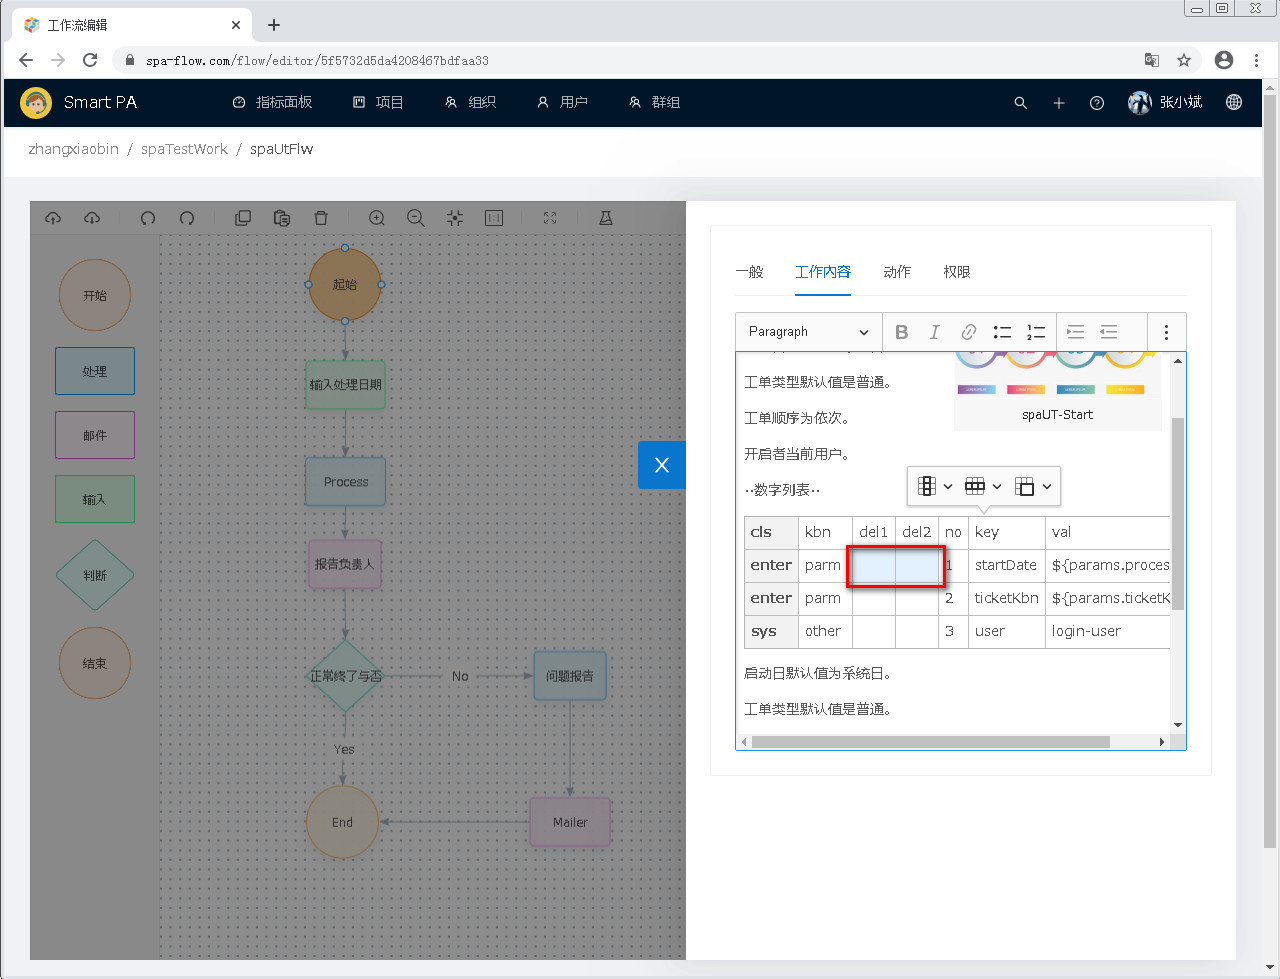 工作流编辑
spa-flow.com/flow/editor/5f5732d5da4208467bdfaa33
Smart PA 指标面板 项目 组织 用户 群组 张小斌
zhangxiaobin / spaTestWork / spaUtFlw
开始
处理
邮件
输入
判断
结束
起始
输入处理日期
Process
报告负责人
正常终了与否
No
问题报告
Yes
End
Mailer
X
一般 工作内容 动作 权限
Paragraph
工单类型默认值是普通。
工单顺序为依次。
开启者当前用户。
--数字列表--
spaUT-Start
cls kbn del1 del2 no key val
enter parm 1 startDate ${params.proces
enter parm 2 ticketKbn ${params.ticketK
sys other 3 user login-user
启动日默认值为系统日。
工单类型默认值是普通。